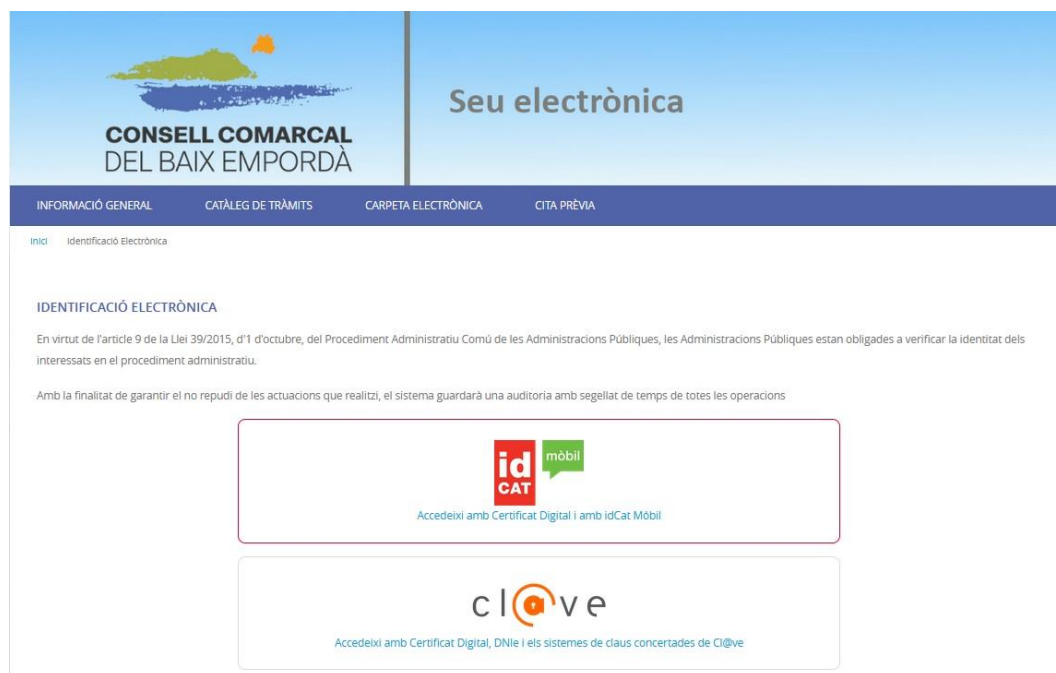 CONSELL COMARCAL
DEL BAIX EMPORDÀ
Seu electrònica
INFORMACIÓ GENERAL CATÀLEG DE TRÀMITS CARPETA ELECTRÒNICA CITA PRÈVIA
Inici Identificació Electrònica
IDENTIFICACIÓ ELECTRÒNICA
En virtut de l'article 9 de la Llei 39/2015, d'1 d'octubre, del Procediment Administratiu Comú de les Administracions Públiques, les Administracions Públiques estan obligades a verificar la identitat dels
interessats en el procediment administratiu.
Amb la finalitat de garantir el no repudi de les actuacions que realitzi, el sistema guardarà una auditoria amb segellat de temps de totes les operacions
id mòbil
CAT
Accedeixi amb Certificat Digital i amb idCat Mòbil
cl@ve
Accedeixi amb Certificat Digital, DNIe i els sistemes de claus concertades de Cl@ve